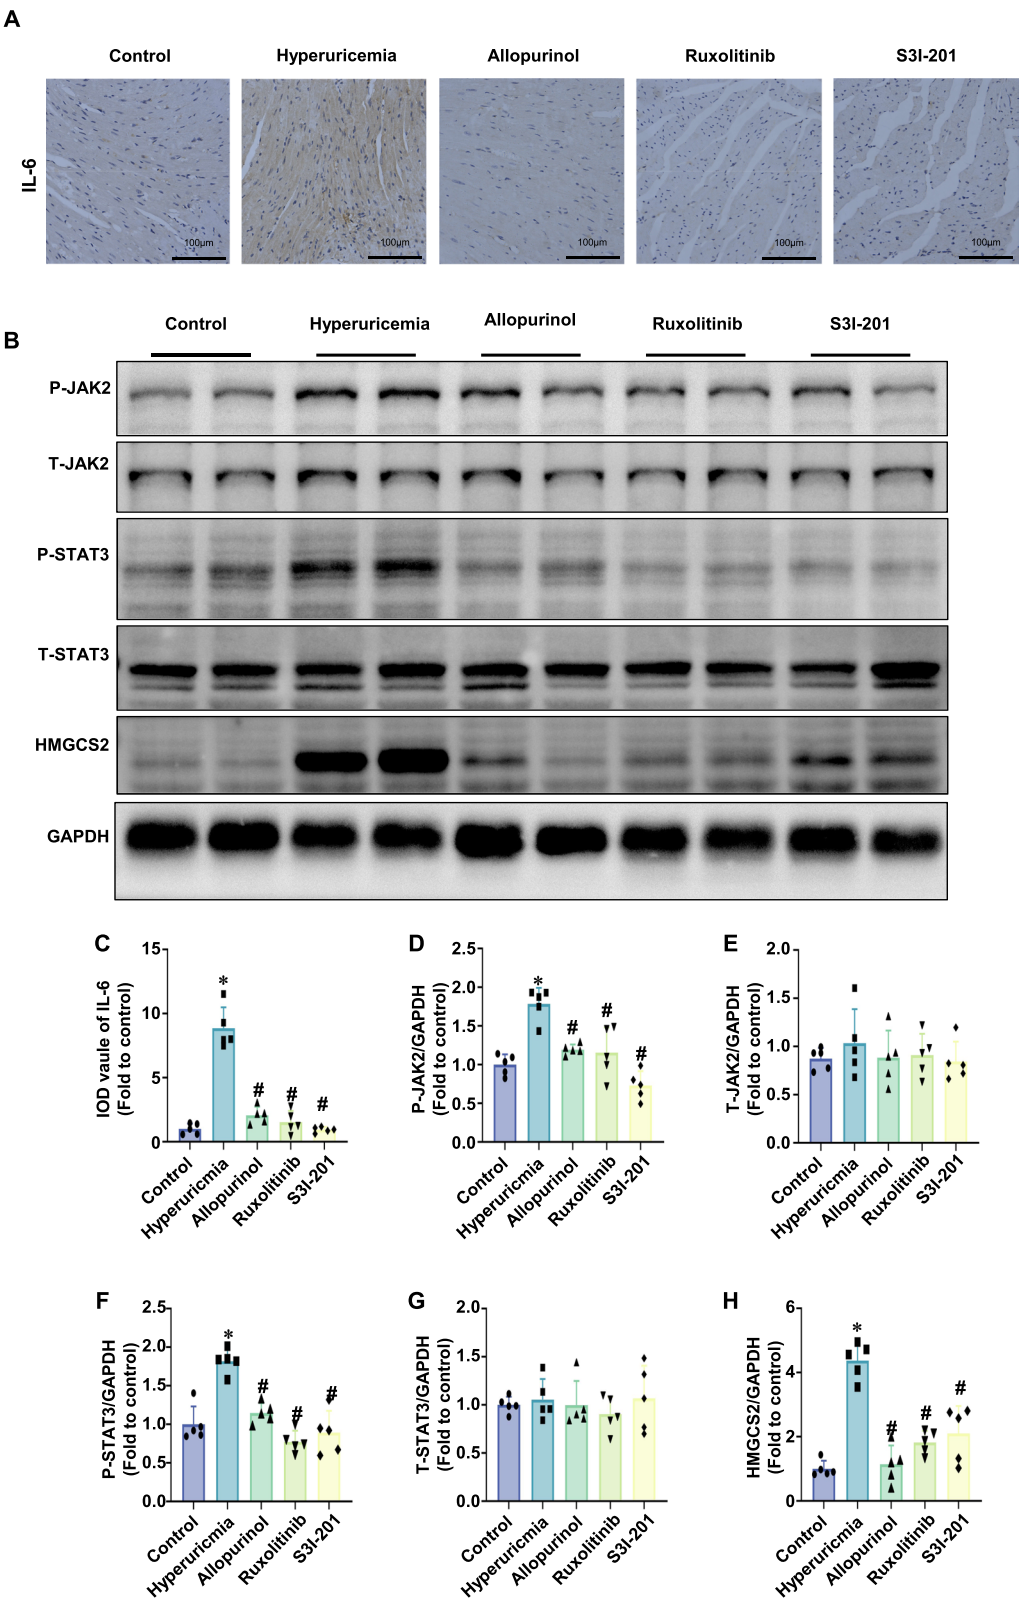 A
Control Hyperuricemia Allopurinol Ruxolitinib S3I-201
IL-6
100μm 100μm 100μm 100μm 100μm
B
Control Hyperuricemia Allopurinol Ruxolitinib S3I-201
P-JAK2
T-JAK2
P-STAT3
T-STAT3
HMGCS2
GAPDH
C
IOD vaule of IL-6
(Fold to control)
15
10
5
0
*
# # #
Control Hyperuricmia Allopurinol Ruxolitinib S3I-201
D
P-JAK2/GAPDH
(Fold to control)
2.5
2.0
1.5
1.0
0.5
0.0
*
# # #
Control Hyperuricmia Allopurinol Ruxolitinib S3I-201
E
T-JAK2/GAPDH
(Fold to control)
2.0
1.5
1.0
0.5
0.0
Control Hyperuricmia Allopurinol Ruxolitinib S3I-201
F
P-STAT3/GAPDH
(Fold to control)
2.5
2.0
1.5
1.0
0.5
0.0
*
# # #
Control Hyperuricmia Allopurinol Ruxolitinib S3I-201
G
T-STAT3/GAPDH
(Fold to control)
2.0
1.5
1.0
0.5
0.0
Control Hyperuricmia Allopurinol Ruxolitinib S3I-201
H
HMGCS2/GAPDH
(Fold to control)
6
4
2
0
*
# # #
Control Hyperuricmia Allopurinol Ruxolitinib S3I-201